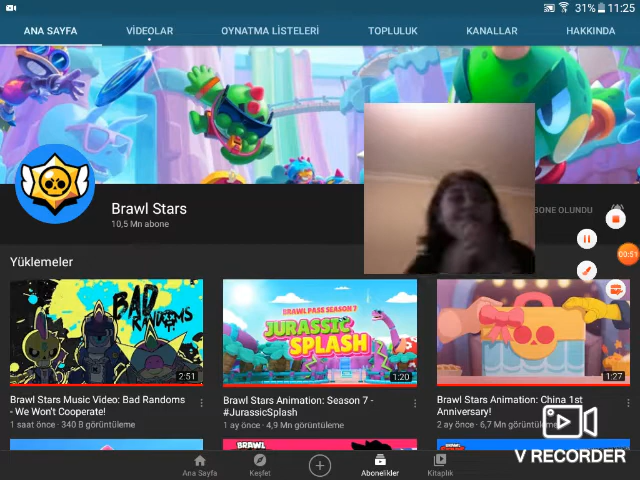 31% 11:25
ANA SAYFA VİDEOLAR OYNATMA LİSTELERİ TOPLULUK KANALLAR HAKKINDA
Brawl Stars
10,5 Mn abone
ABONE OLUNDU
00:51
Yüklemeler
BAD
RANDOMS
2:51
BRAWL PASS SEASON 7
JURASSIC
SPLASH
1:20
1:27
Brawl Stars Music Video: Bad Randoms
- We Won't Cooperate!
1 saat önce · 340 B görüntüleme
Brawl Stars Animation: Season 7 -
#JurassicSplash
1 ay önce · 4,9 Mn görüntüleme
Brawl Stars Animation: China 1st
Anniversary!
2 ay önce · 6,7 Mn görüntüleme
BRAWL
V RECORDER
Ana Sayfa Keşfet Abonelikler Kitaplık